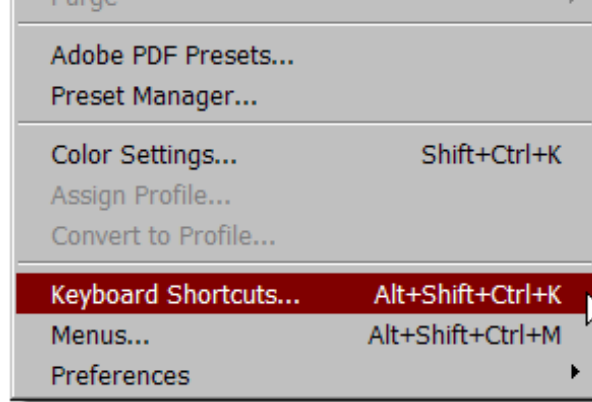 Purge
Adobe PDF Presets...
Preset Manager...
Color Settings... Shift+Ctrl+K
Assign Profile...
Convert to Profile...
Keyboard Shortcuts... Alt+Shift+Ctrl+K
Menus... Alt+Shift+Ctrl+M
Preferences